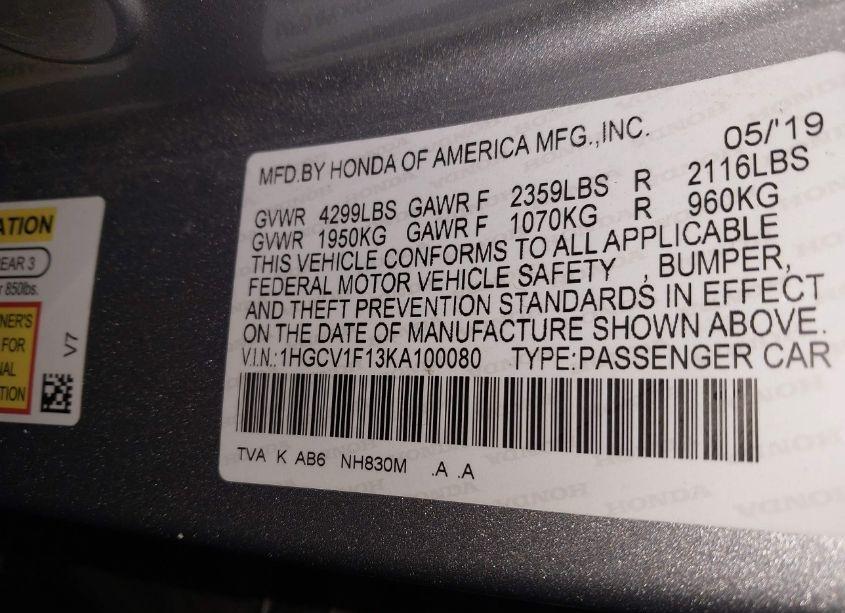 ATION
EAR 3
r 850lbs.
NER'S
FOR
NAL
TION
V7
MFD.BY HONDA OF AMERICA MFG.,INC. 05/'19
GVWR 4299LBS GAWR F 2359LBS R 2116LBS
GVWR 1950KG GAWR F 1070KG R 960KG
THIS VEHICLE CONFORMS TO ALL APPLICABLE
FEDERAL MOTOR VEHICLE SAFETY , BUMPER,
AND THEFT PREVENTION STANDARDS IN EFFECT
ON THE DATE OF MANUFACTURE SHOWN ABOVE.
V.I.N.:1HGCV1F13KA100080 TYPE:PASSENGER CAR
TVA K AB6 NH830M .A .A